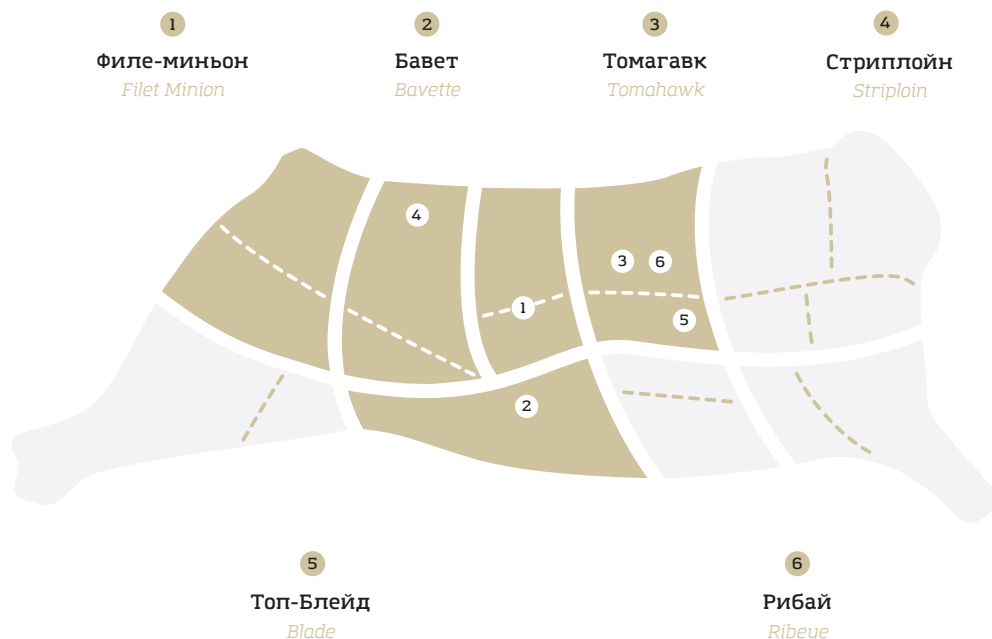 1 2 3 4
Филе-миньон Бавет Томагавк Стриплойн
Filet Minion Bavette Tomahawk Striploin
4
3 6
1 5
2
5 6
Топ-Блейд Рибай
Blade Ribeye